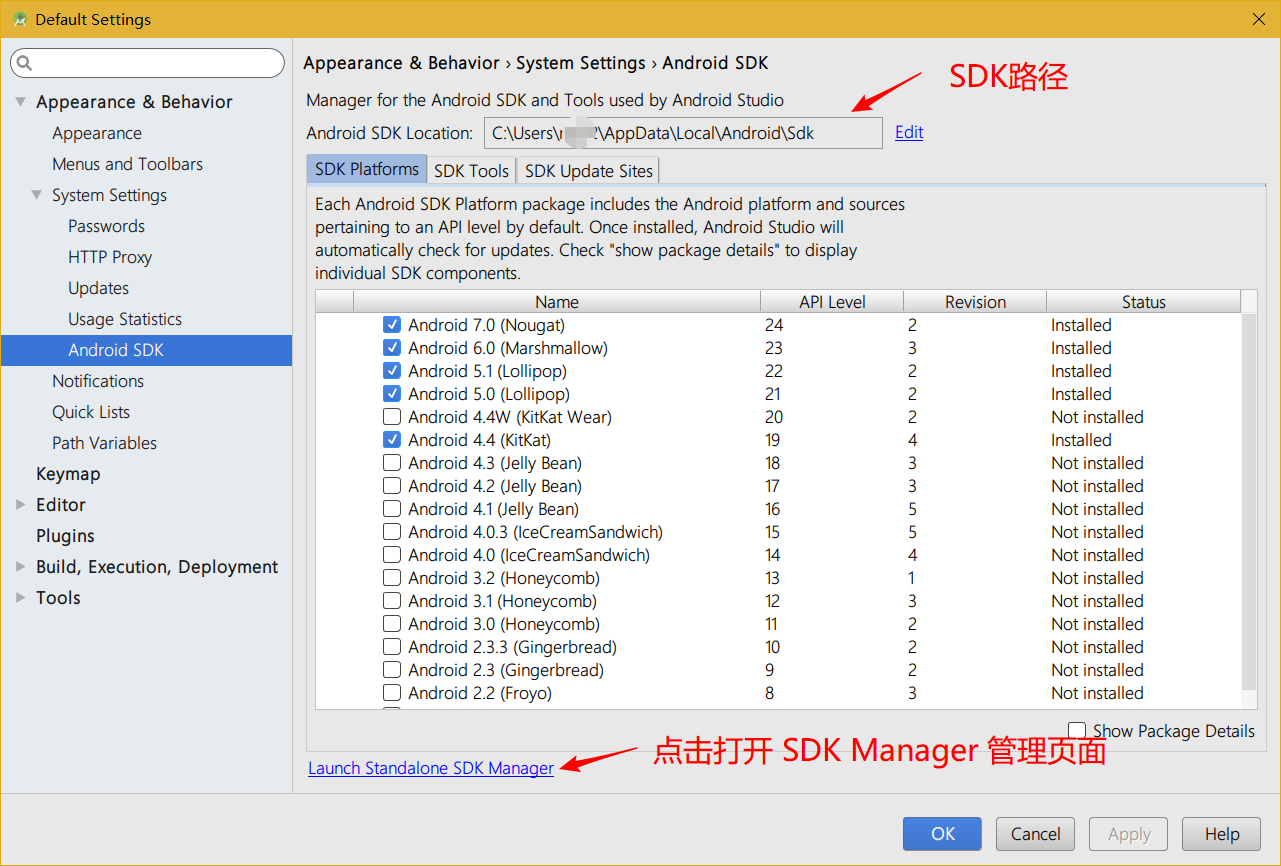 Default Settings
Appearance & Behavior
Appearance
Menus and Toolbars
System Settings
Passwords
HTTP Proxy
Updates
Usage Statistics
Android SDK
Notifications
Quick Lists
Path Variables
Keymap
Editor
Plugins
Build, Execution, Deployment
Tools
Appearance & Behavior › System Settings › Android SDK
SDK路径
Manager for the Android SDK and Tools used by Android Studio
Android SDK Location: C:\Users\ \AppData\Local\Android\Sdk Edit
SDK Platforms SDK Tools SDK Update Sites
Each Android SDK Platform package includes the Android platform and sources
pertaining to an API level by default. Once installed, Android Studio will
automatically check for updates. Check "show package details" to display
individual SDK components.
Name API Level Revision Status
Android 7.0 (Nougat) 24 2 Installed
Android 6.0 (Marshmallow) 23 3 Installed
Android 5.1 (Lollipop) 22 2 Installed
Android 5.0 (Lollipop) 21 2 Installed
Android 4.4W (KitKat Wear) 20 2 Not installed
Android 4.4 (KitKat) 19 4 Installed
Android 4.3 (Jelly Bean) 18 3 Not installed
Android 4.2 (Jelly Bean) 17 3 Not installed
Android 4.1 (Jelly Bean) 16 5 Not installed
Android 4.0.3 (IceCreamSandwich) 15 5 Not installed
Android 4.0 (IceCreamSandwich) 14 4 Not installed
Android 3.2 (Honeycomb) 13 1 Not installed
Android 3.1 (Honeycomb) 12 3 Not installed
Android 3.0 (Honeycomb) 11 2 Not installed
Android 2.3.3 (Gingerbread) 10 2 Not installed
Android 2.3 (Gingerbread) 9 2 Not installed
Android 2.2 (Froyo) 8 3 Not installed
Show Package Details
点击打开 SDK Manager 管理页面
Launch Standalone SDK Manager
OK Cancel Apply Help